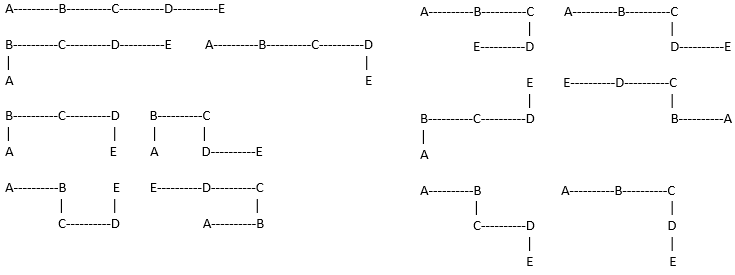 A----------B----------C----------D----------E
B----------C----------D----------E
|
A
A----------B----------C----------D
|
E
B----------C----------D
| |
A E
B----------C
| |
A D----------E
A----------B E
| |
C----------D
E----------D----------C
|
A----------B
A----------B----------C
|
E----------D
A----------B----------C
|
D----------E
E
|
B----------C----------D
|
A
E----------D----------C
|
B----------A
A----------B
|
C----------D
|
E
A----------B----------C
|
D
|
E